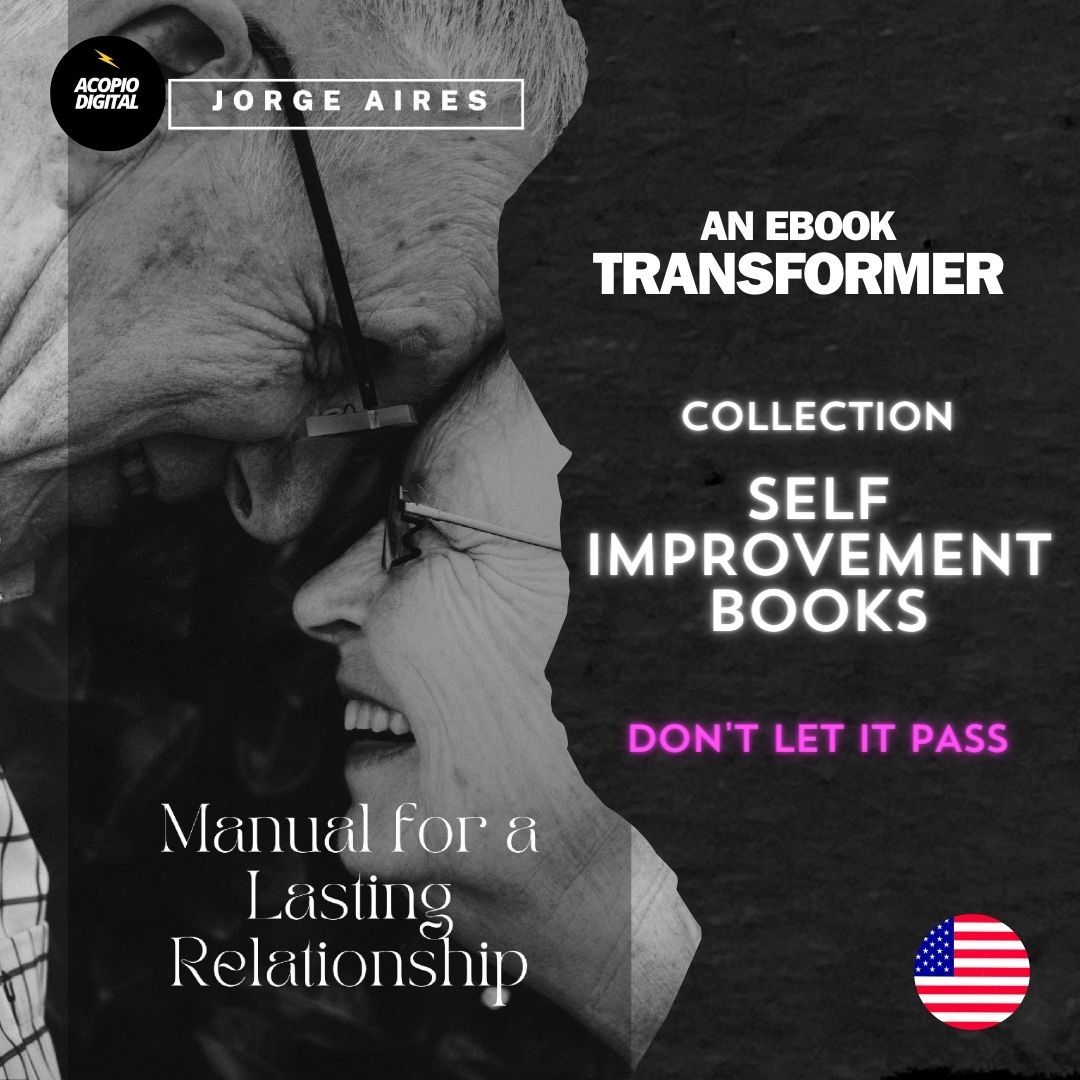 ACOPIO
DIGITAL
JORGE AIRES
AN EBOOK
TRANSFORMER
COLLECTION
SELF
IMPROVEMENT
BOOKS
DON'T LET IT PASS
Manual for a
Lasting
Relationship